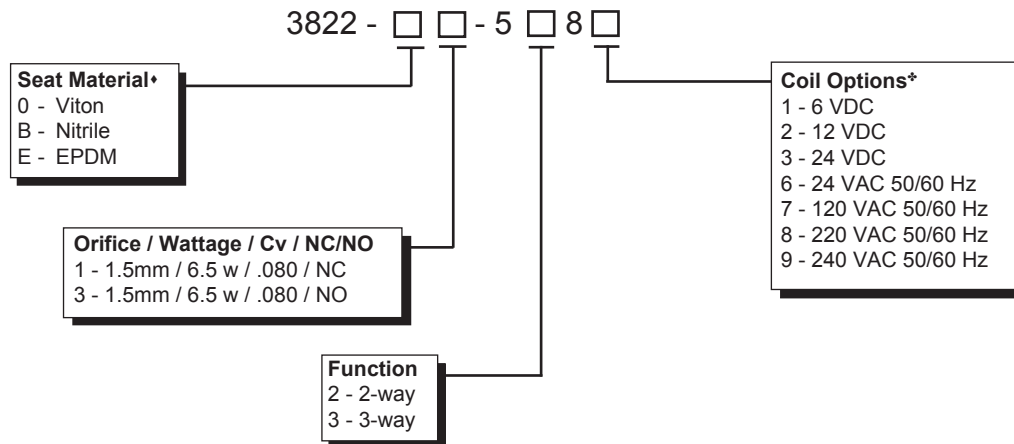 3822 - □ □ - 5 □ 8 □
Seat Material♦
0 - Viton
B - Nitrile
E - EPDM
Coil Options✤
1 - 6 VDC
2 - 12 VDC
3 - 24 VDC
6 - 24 VAC 50/60 Hz
7 - 120 VAC 50/60 Hz
8 - 220 VAC 50/60 Hz
9 - 240 VAC 50/60 Hz
Orifice / Wattage / Cv / NC/NO
1 - 1.5mm / 6.5 w / .080 / NC
3 - 1.5mm / 6.5 w / .080 / NO
Function
2 - 2-way
3 - 3-way